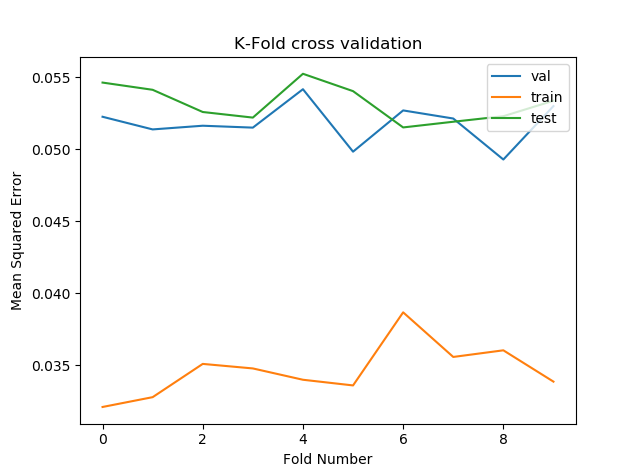 K-Fold cross validation
Mean Squared Error
0.055
0.050
0.045
0.040
0.035
val
train
test
0 2 4 6 8
Fold Number